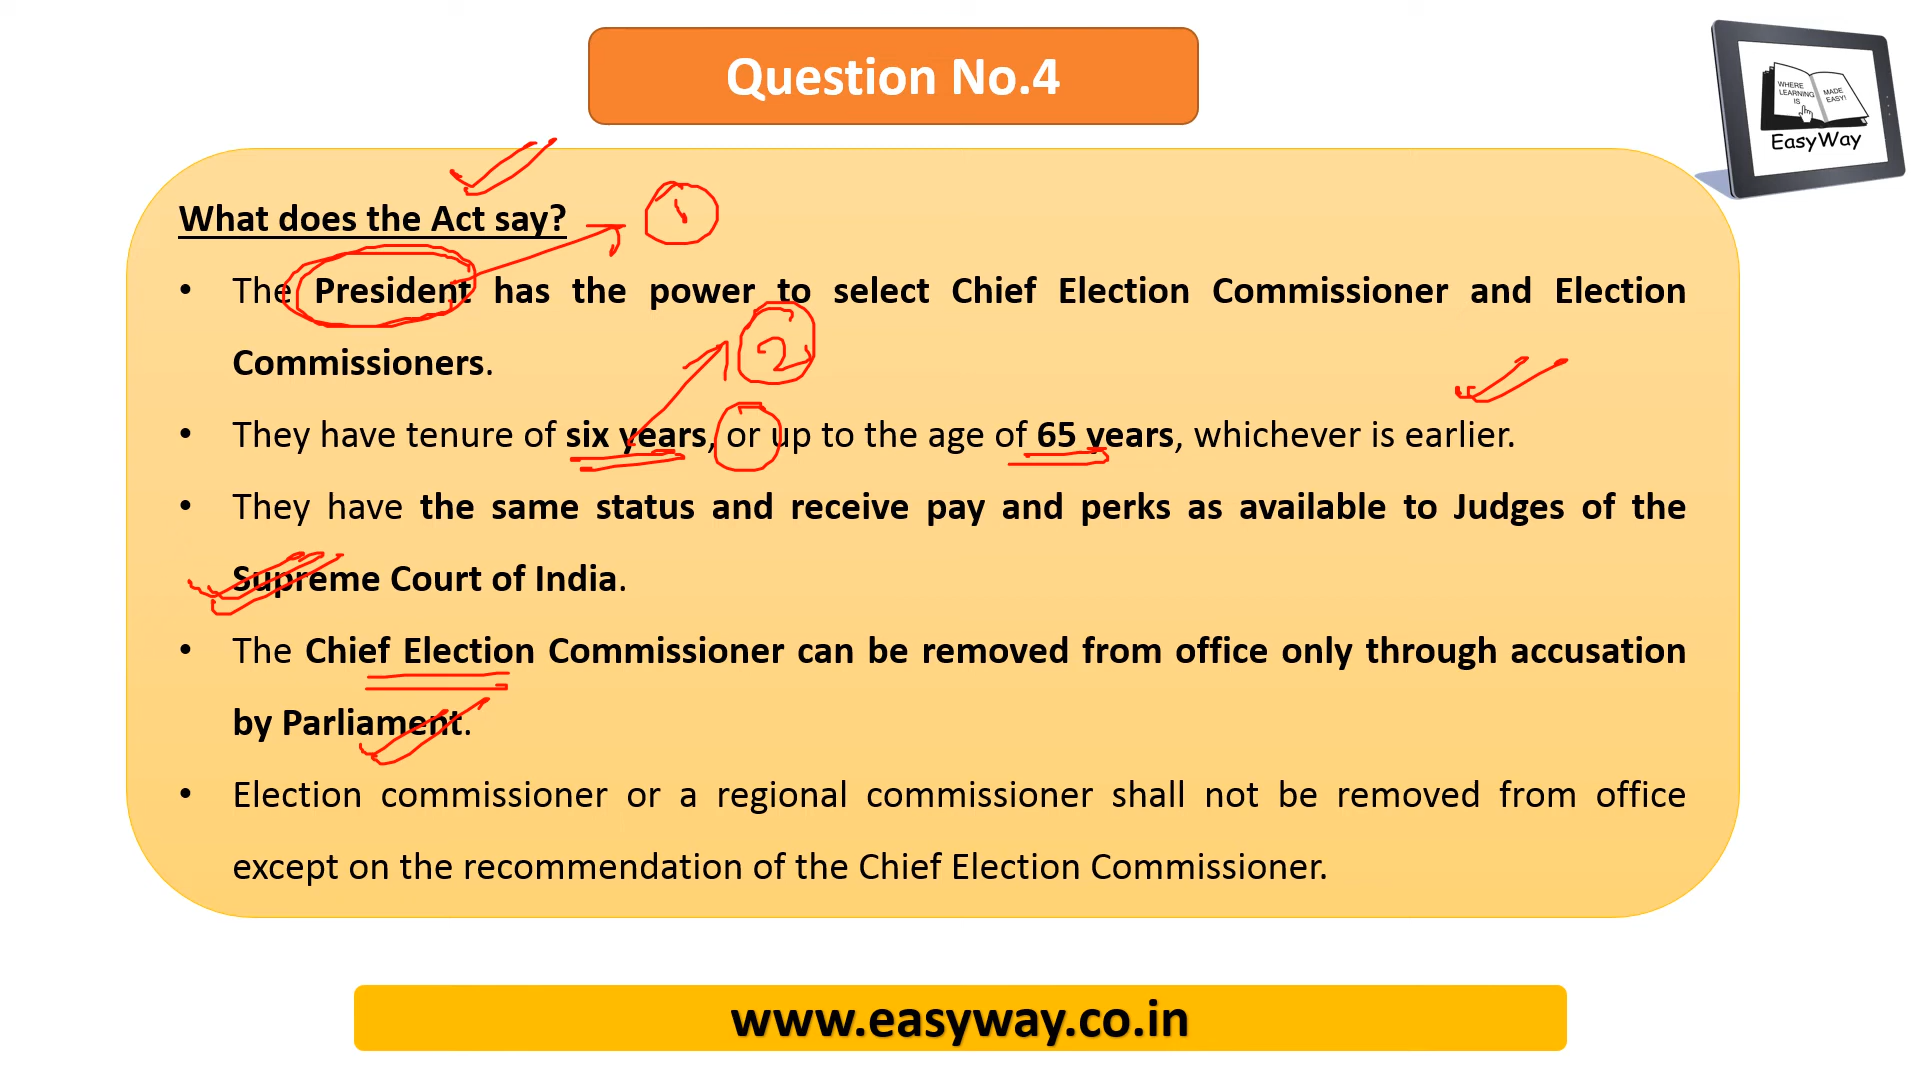 Question No.4
WHERE
LEARNING
IS
MADE
EASY!
EasyWay
What does the Act say?
1
• The President has the power to select Chief Election Commissioner and Election
Commissioners.
2
• They have tenure of six years, or up to the age of 65 years, whichever is earlier.
• They have the same status and receive pay and perks as available to Judges of the
Supreme Court of India.
• The Chief Election Commissioner can be removed from office only through accusation
by Parliament.
• Election commissioner or a regional commissioner shall not be removed from office
except on the recommendation of the Chief Election Commissioner.
www.easyway.co.in